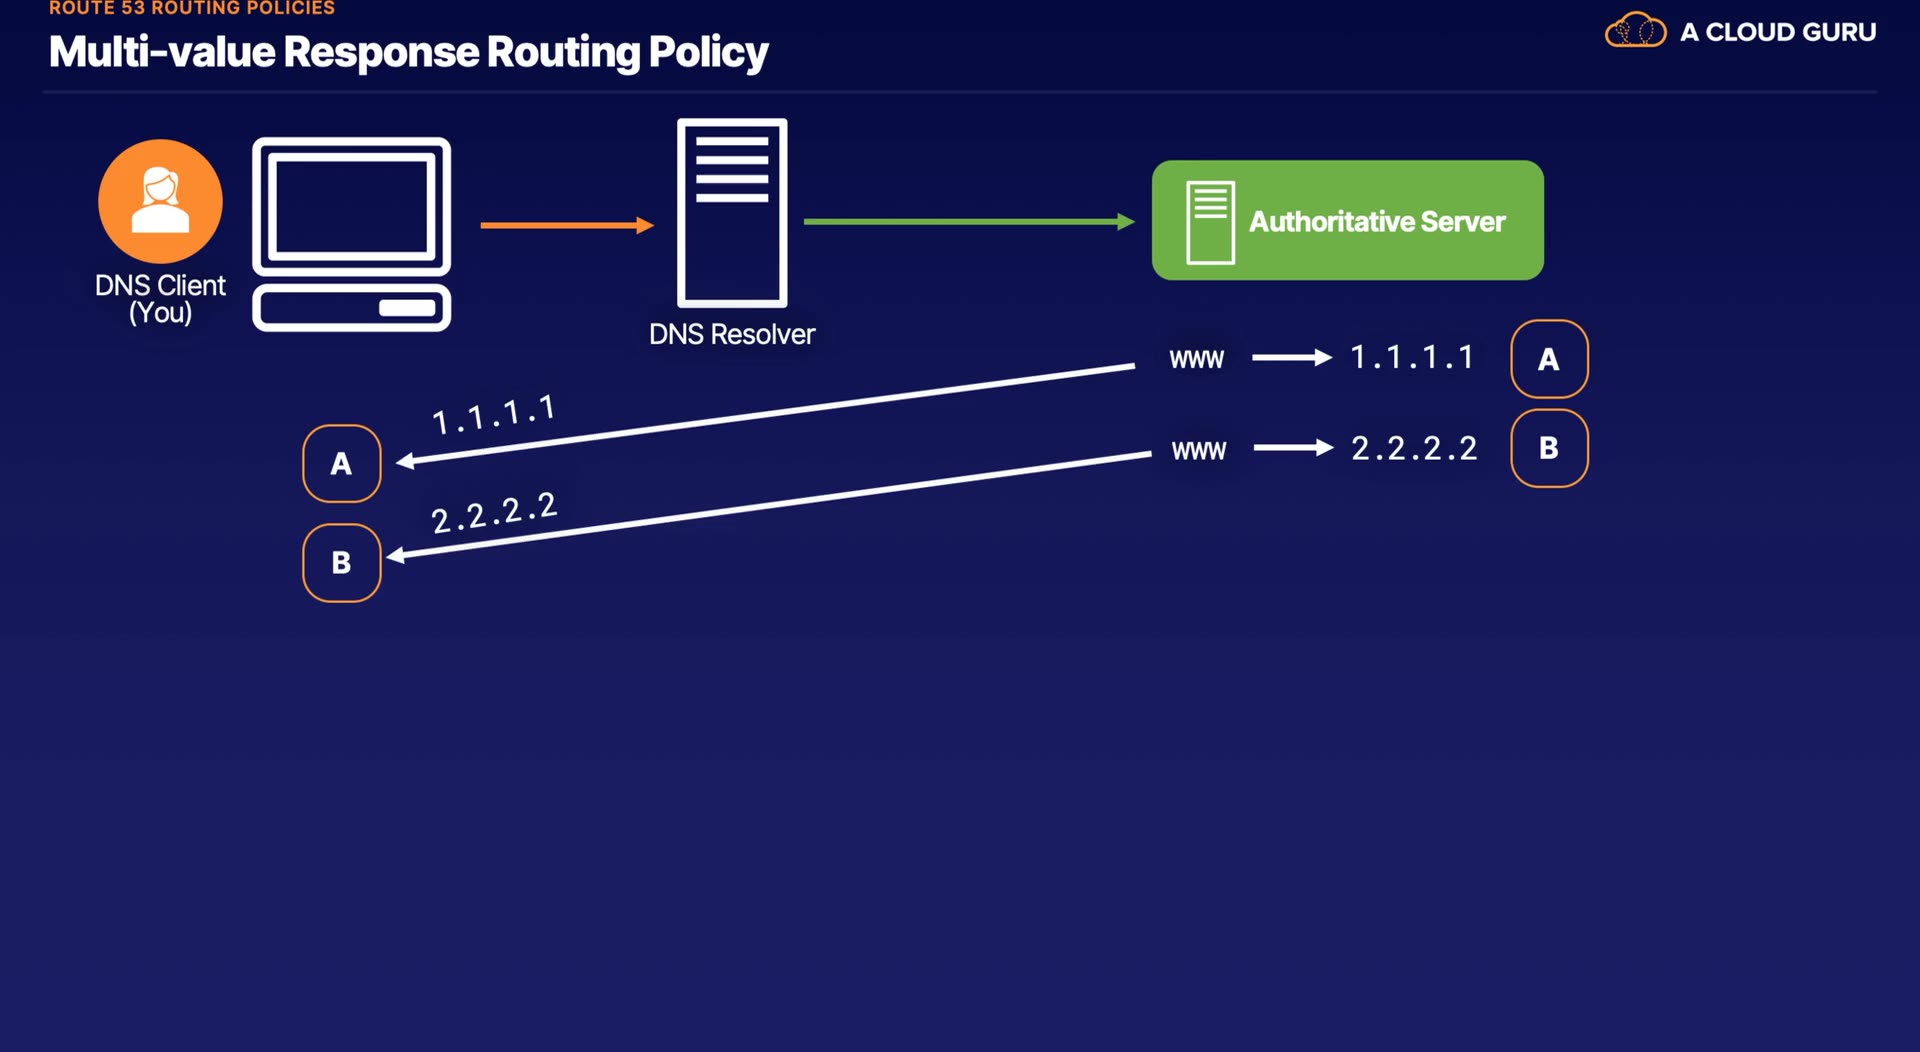 ROUTE 53 ROUTING POLICIES
Multi-value Response Routing Policy
A CLOUD GURU
DNS Client
(You)
DNS Resolver
Authoritative Server
www 1.1.1.1 A
www 2.2.2.2 B
1.1.1.1
A
2.2.2.2
B